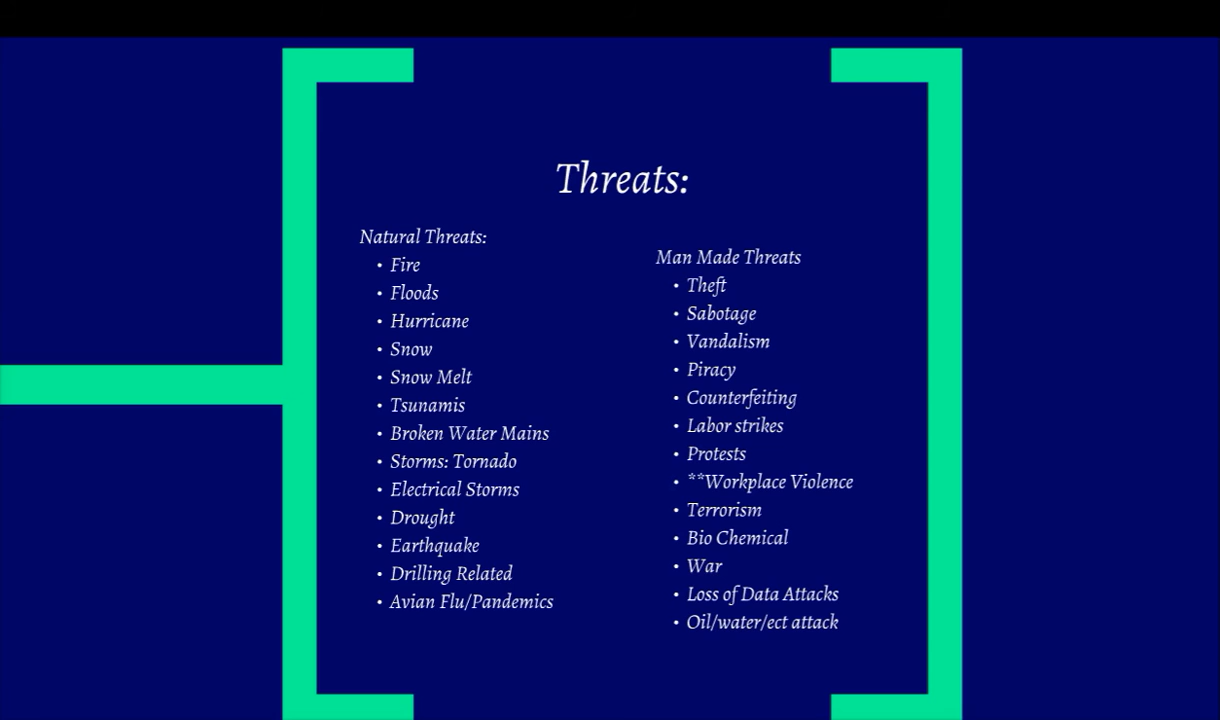 Threats:
Natural Threats:
• Fire
• Floods
• Hurricane
• Snow
• Snow Melt
• Tsunamis
• Broken Water Mains
• Storms: Tornado
• Electrical Storms
• Drought
• Earthquake
• Drilling Related
• Avian Flu/Pandemics
Man Made Threats
• Theft
• Sabotage
• Vandalism
• Piracy
• Counterfeiting
• Labor strikes
• Protests
• **Workplace Violence
• Terrorism
• Bio Chemical
• War
• Loss of Data Attacks
• Oil/water/ect attack